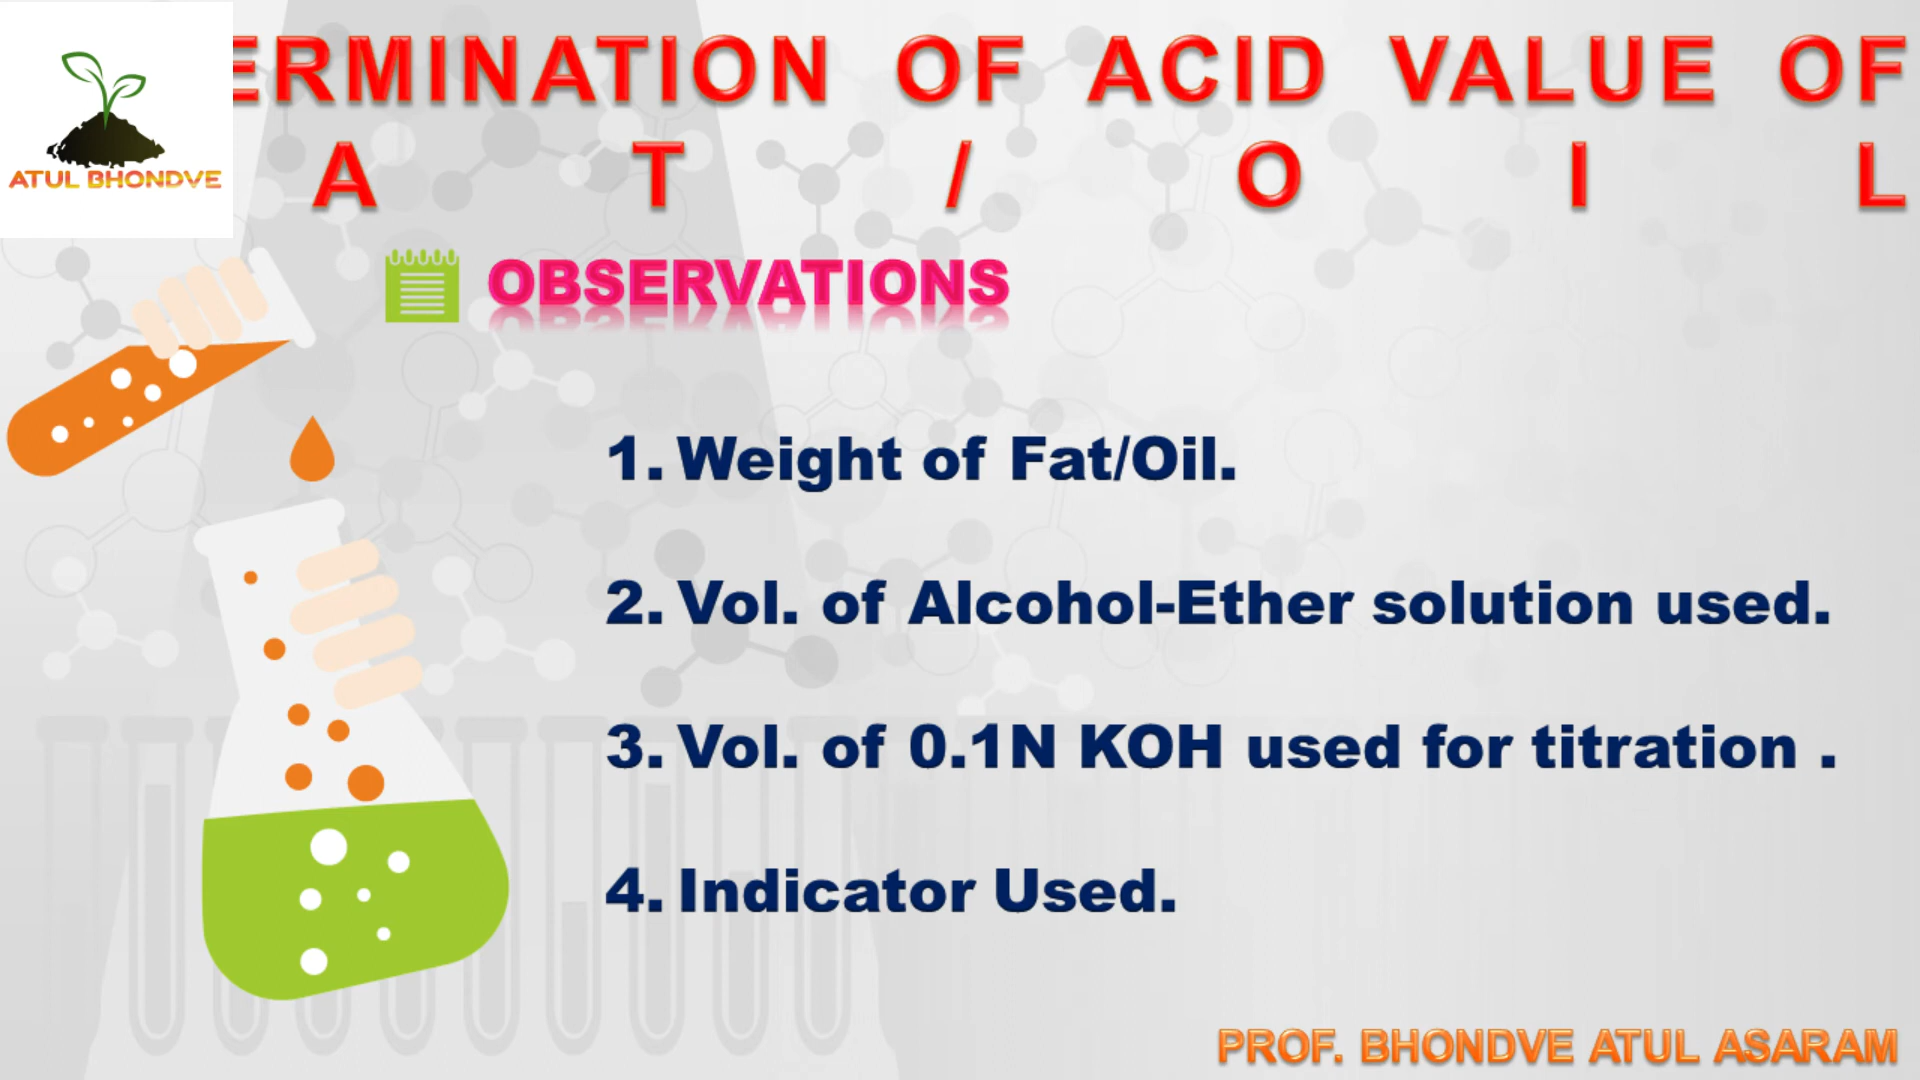 ERMINATION OF ACID VALUE OF
A T / O I L
ATUL BHONDVE
OBSERVATIONS
1. Weight of Fat/Oil.
2. Vol. of Alcohol-Ether solution used.
3. Vol. of 0.1N KOH used for titration .
4. Indicator Used.
PROF. BHONDVE ATUL ASARAM